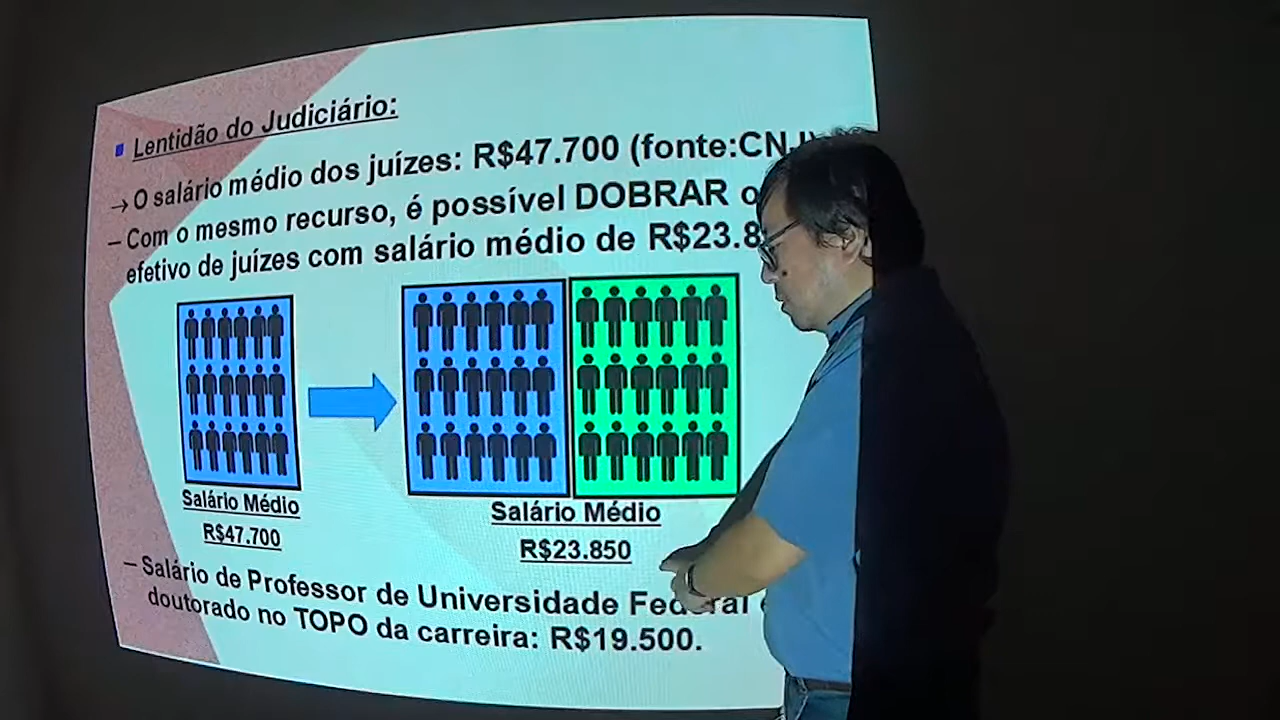 Lentidão do Judiciário:
→ O salário médio dos juízes: R$47.700 (fonte:CNJ)
– Com o mesmo recurso, é possível DOBRAR o
efetivo de juízes com salário médio de R$23.8
Salário Médio
R$47.700
Salário Médio
R$23.850
– Salário de Professor de Universidade Federal
doutorado no TOPO da carreira: R$19.500.